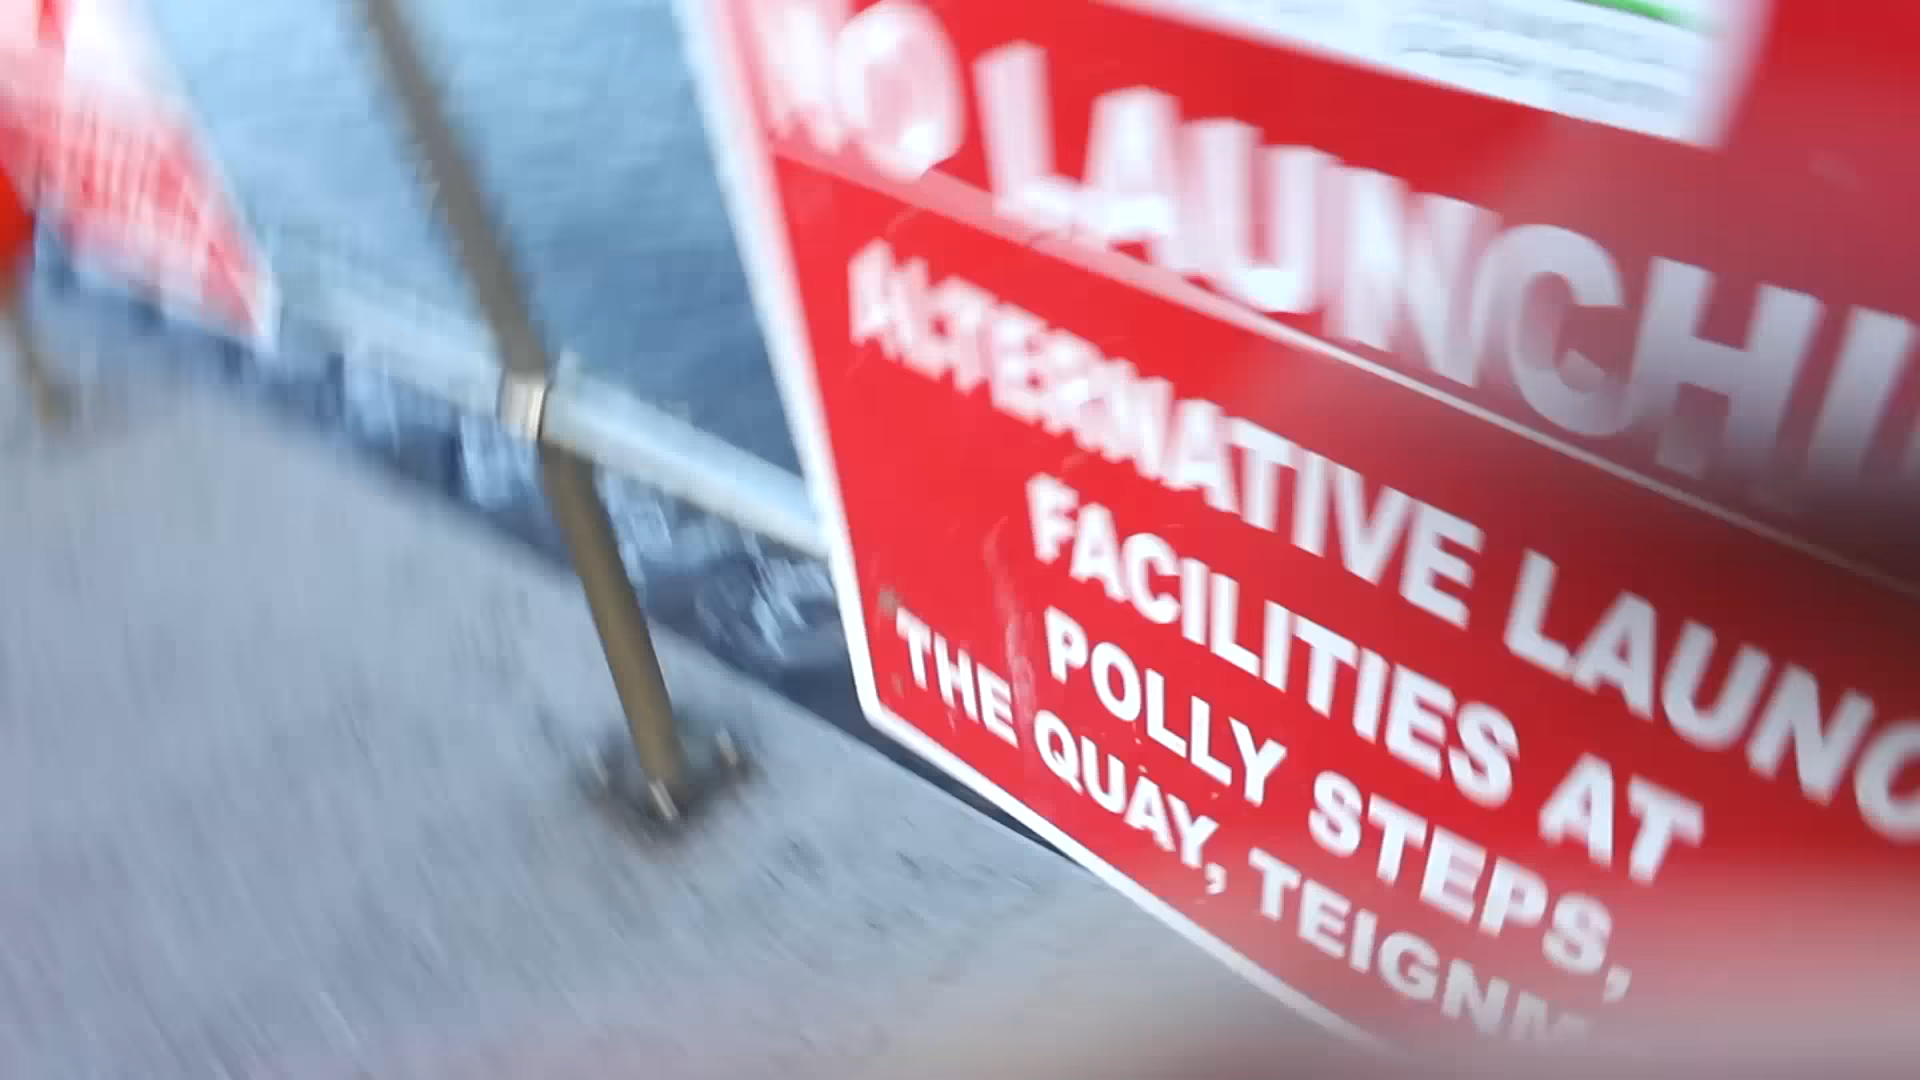 NO LAUNCHI
ALTERNATIVE LAUNC
FACILITIES AT
POLLY STEPS,
THE QUAY, TEIGNM